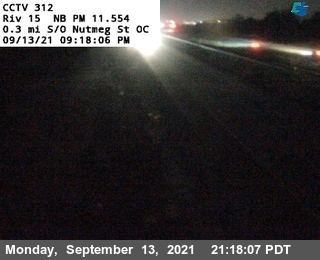 CCTV 312
Riv 15 NB PM 11.554
0.3 mi S/O Nutmeg St OC
09/13/21 09:18:06 PM
Monday, September 13, 2021 21:18:07 PDT